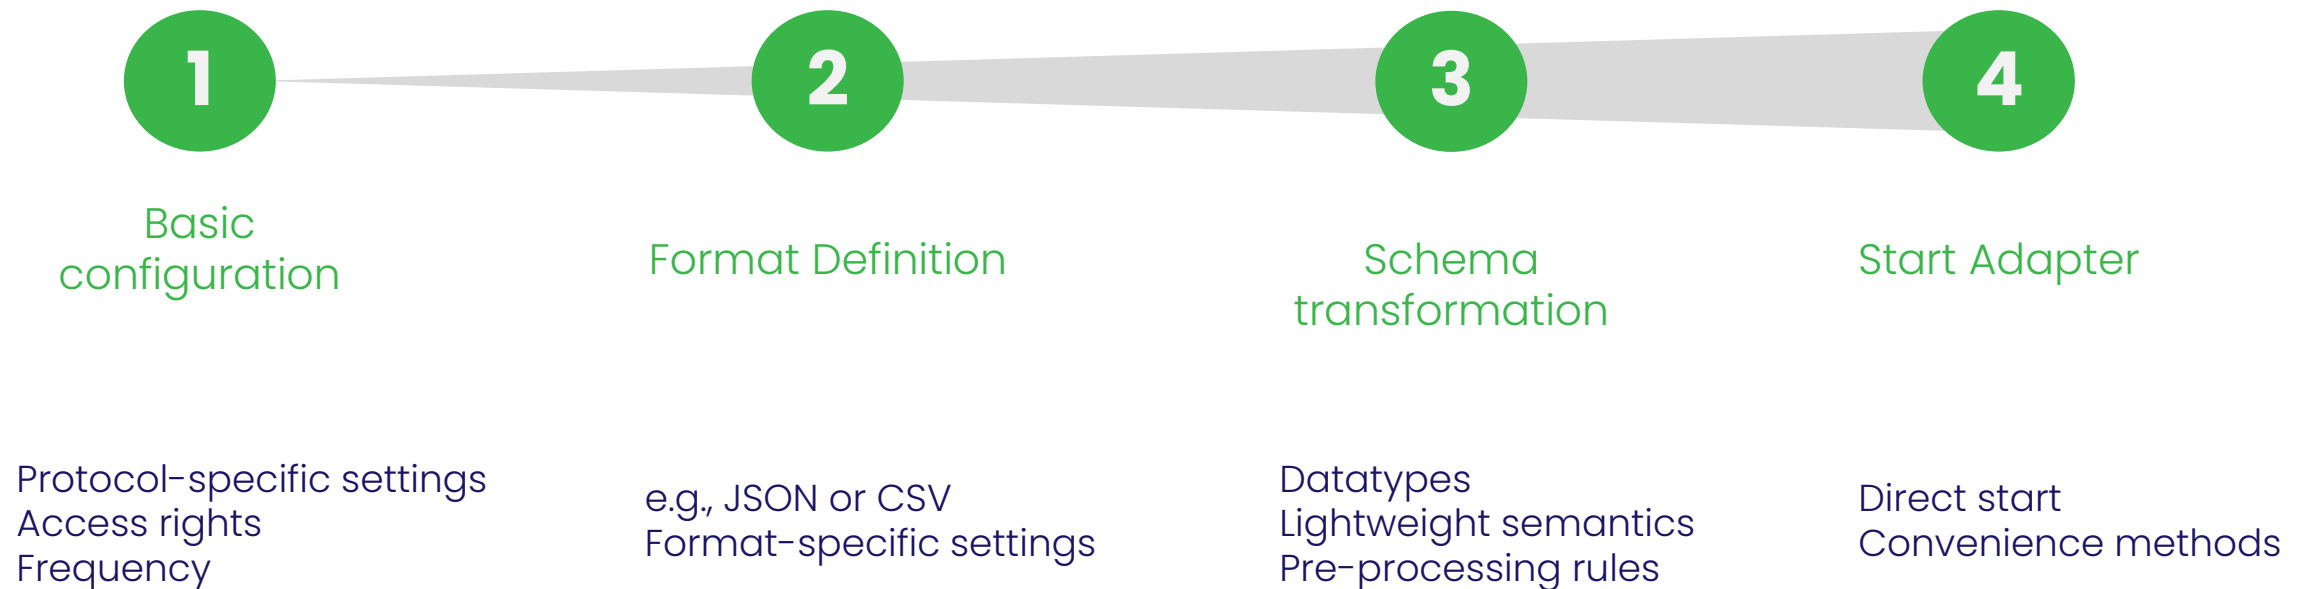 1
2
3
4
Basic
configuration
Format Definition
Schema
transformation
Start Adapter
Protocol-specific settings
Access rights
Frequency
e.g., JSON or CSV
Format-specific settings
Datatypes
Lightweight semantics
Pre-processing rules
Direct start
Convenience methods